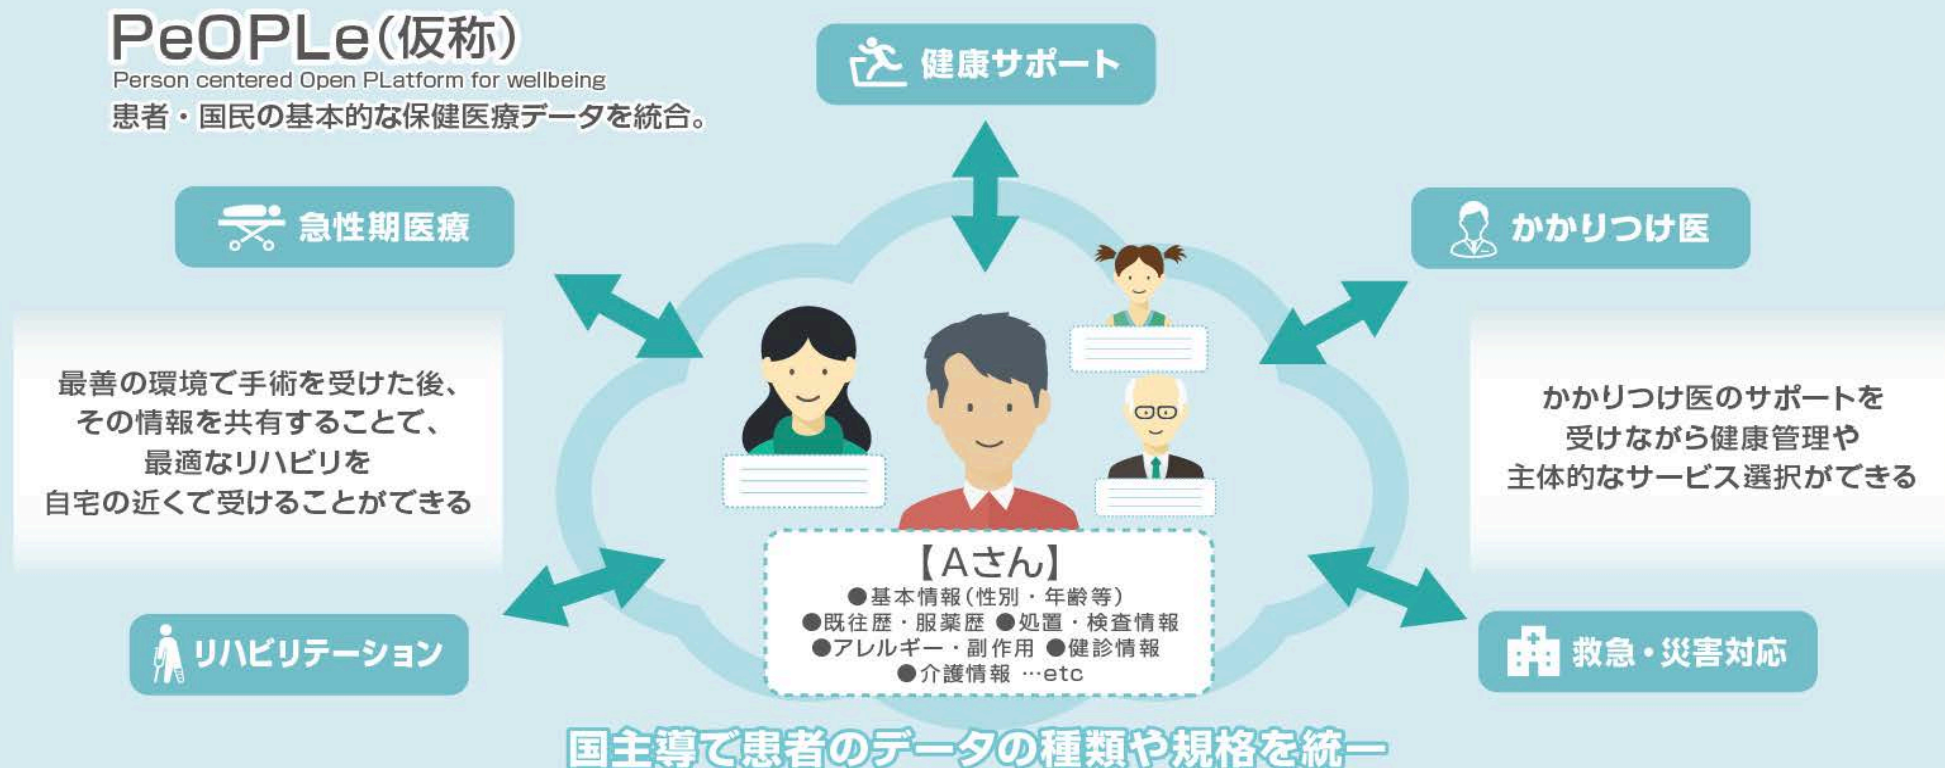 PeOPLe(仮称)
Person centered Open PLatform for wellbeing
患者・国民の基本的な保健医療データを統合。
健康サポート
急性期医療
かかりつけ医
最善の環境で手術を受けた後、
その情報を共有することで、
最適なリハビリを
自宅の近くで受けることができる
かかりつけ医のサポートを
受けながら健康管理や
主体的なサービス選択ができる
【Aさん】
●基本情報(性別・年齢等)
●既往歴・服薬歴 ●処置・検査情報
●アレルギー・副作用 ●健診情報
●介護情報 …etc
リハビリテーション
救急・災害対応
国主導で患者のデータの種類や規格を統一